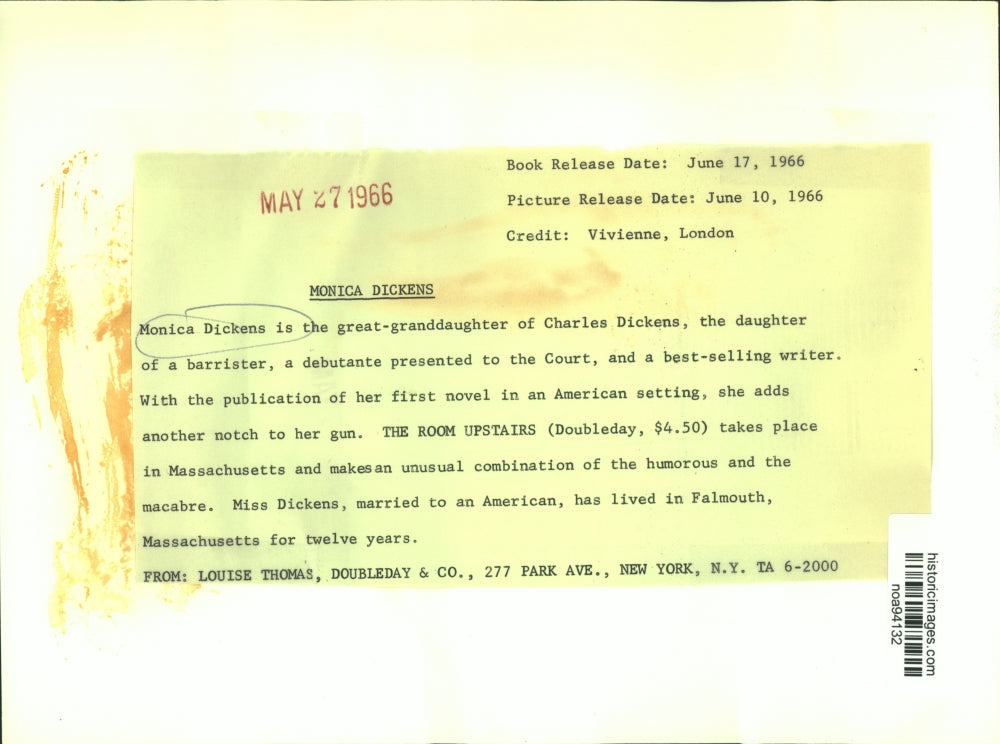 Book Release Date: June 17, 1966
MAY 27 1966
Picture Release Date: June 10, 1966
Credit: Vivienne, London
MONICA DICKENS
Monica Dickens is the great-granddaughter of Charles Dickens, the daughter
of a barrister, a debutante presented to the Court, and a best-selling writer.
With the publication of her first novel in an American setting, she adds
another notch to her gun. THE ROOM UPSTAIRS (Doubleday, $4.50) takes place
in Massachusetts and makesan unusual combination of the humorous and the
macabre. Miss Dickens, married to an American, has lived in Falmouth,
Massachusetts for twelve years.
FROM: LOUISE THOMAS, DOUBLEDAY & CO., 277 PARK AVE., NEW YORK, N.Y. TA 6-2000
historicimages.com
noa94132